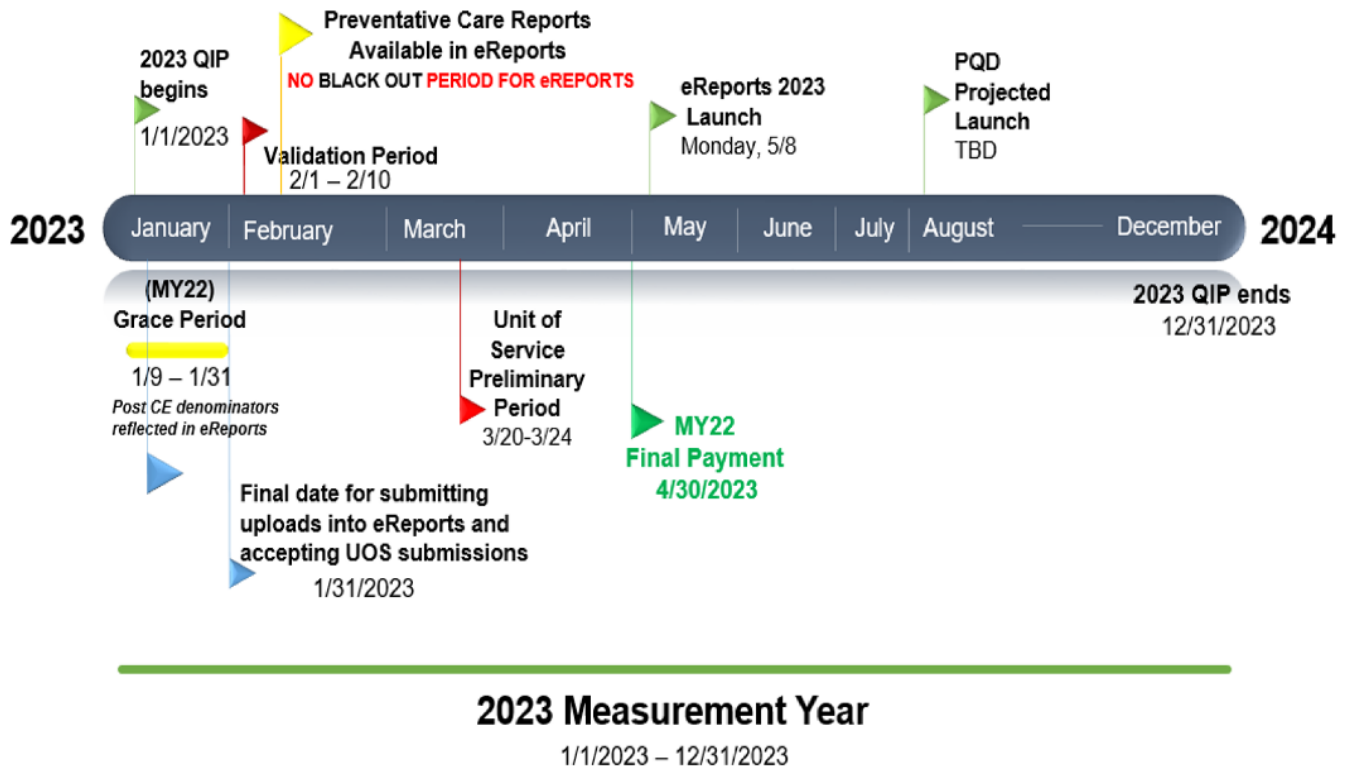 Preventative Care Reports
Available in eReports
NO BLACK OUT PERIOD FOR eREPORTS
2023 QIP
begins
1/1/2023
Validation Period
2/1 – 2/10
eReports 2023
Launch
Monday, 5/8
PQD
Projected
Launch
TBD
2023
January
February
March
April
May
June
July
August
December
2024
(MY22)
Grace Period
1/9 – 1/31
Post CE denominators
reflected in eReports
Final date for submitting
uploads into eReports and
accepting UOS submissions
1/31/2023
Unit of
Service
Preliminary
Period
3/20-3/24
MY22
Final Payment
4/30/2023
2023 QIP ends
12/31/2023
2023 Measurement Year
1/1/2023 – 12/31/2023